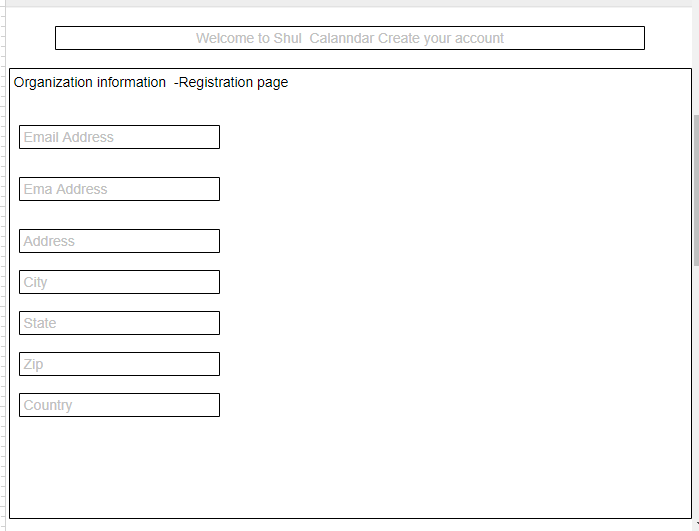 Welcome to Shul  Calanndar Create your account
Organization information  -Registration page
Email Address
Ema Address
Address
City
State
Zip
Country